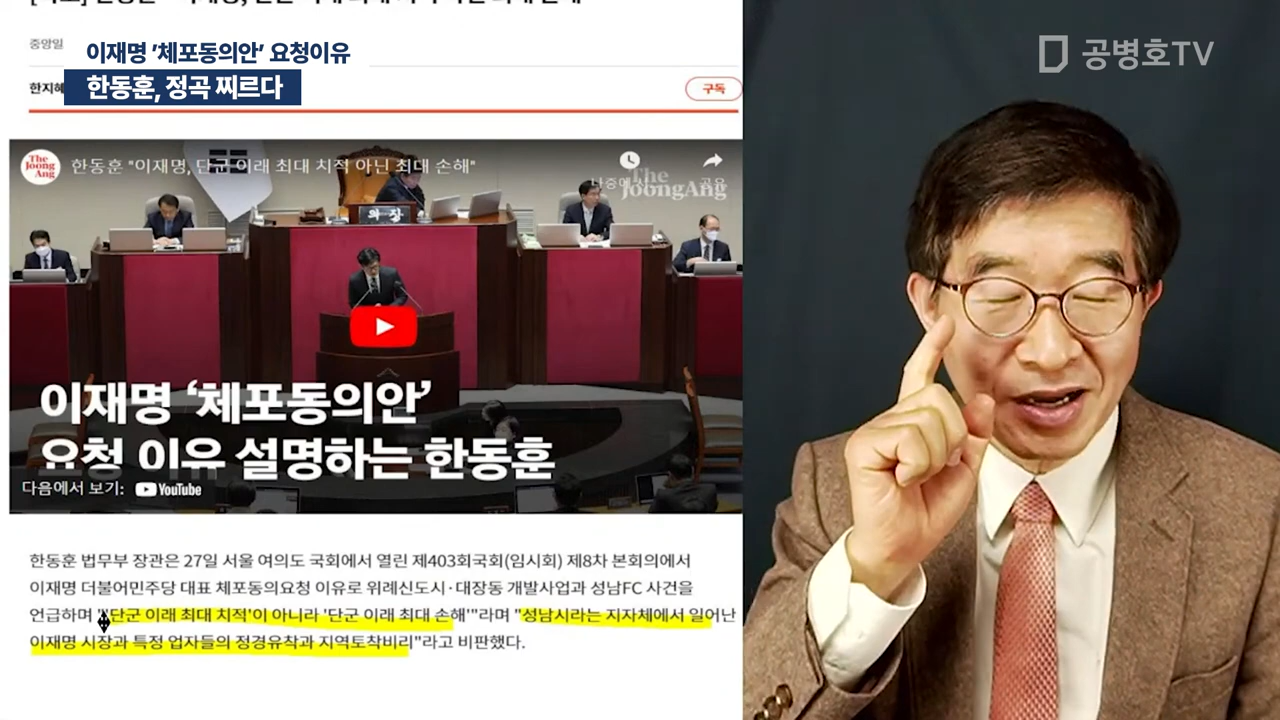 이재명 '체포동의안' 요청이유
한동훈, 정곡 찌르다
공병호TV
중앙일
한지혜
구독
The JoongAng
한동훈 "이재명, 단군 이래 최대 치적 아닌 최대 손해"
공유
The JoongAng
의장
이재명 '체포동의안'
요청 이유 설명하는 한동훈
다음에서 보기: YouTube
한동훈 법무부 장관은 27일 서울 여의도 국회에서 열린 제403회국회(임시회) 제8차 본회의에서
이재명 더불어민주당 대표 체포동의요청 이유로 위례신도시·대장동 개발사업과 성남FC 사건을
언급하며 "'단군 이래 최대 치적'이 아니라 '단군 이래 최대 손해'"라며 "성남시라는 지자체에서 일어난
이재명 시장과 특정 업자들의 정경유착과 지역토착비리"라고 비판했다.